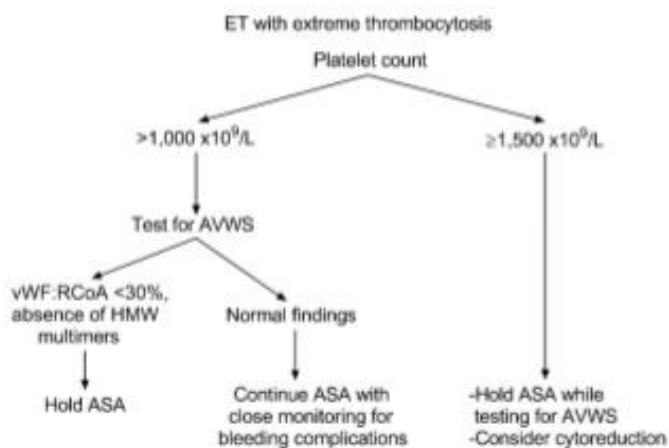 ET with extreme thrombocytosis
Platelet count
>1,000 x10⁹/L
≥1,500 x10⁹/L
Test for AVWS
vWF:RCoA <30%,
absence of HMW
multimers
Normal findings
Hold ASA
Continue ASA with
close monitoring for
bleeding complications
-Hold ASA while
testing for AVWS
-Consider cytoreduction